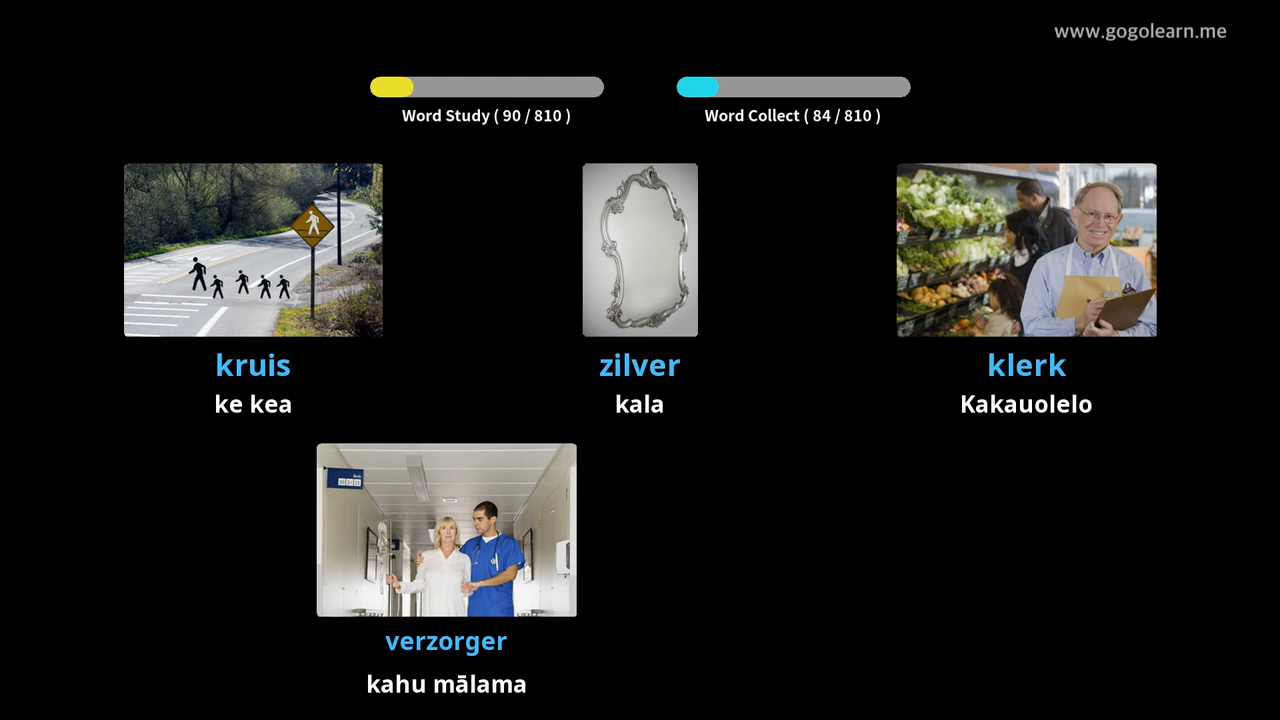 www.gogolearn.me
Word Study ( 90 / 810 )
Word Collect ( 84 / 810 )
kruis
ke kea
zilver
kala
klerk
Kakauolelo
verzorger
kahu mālama